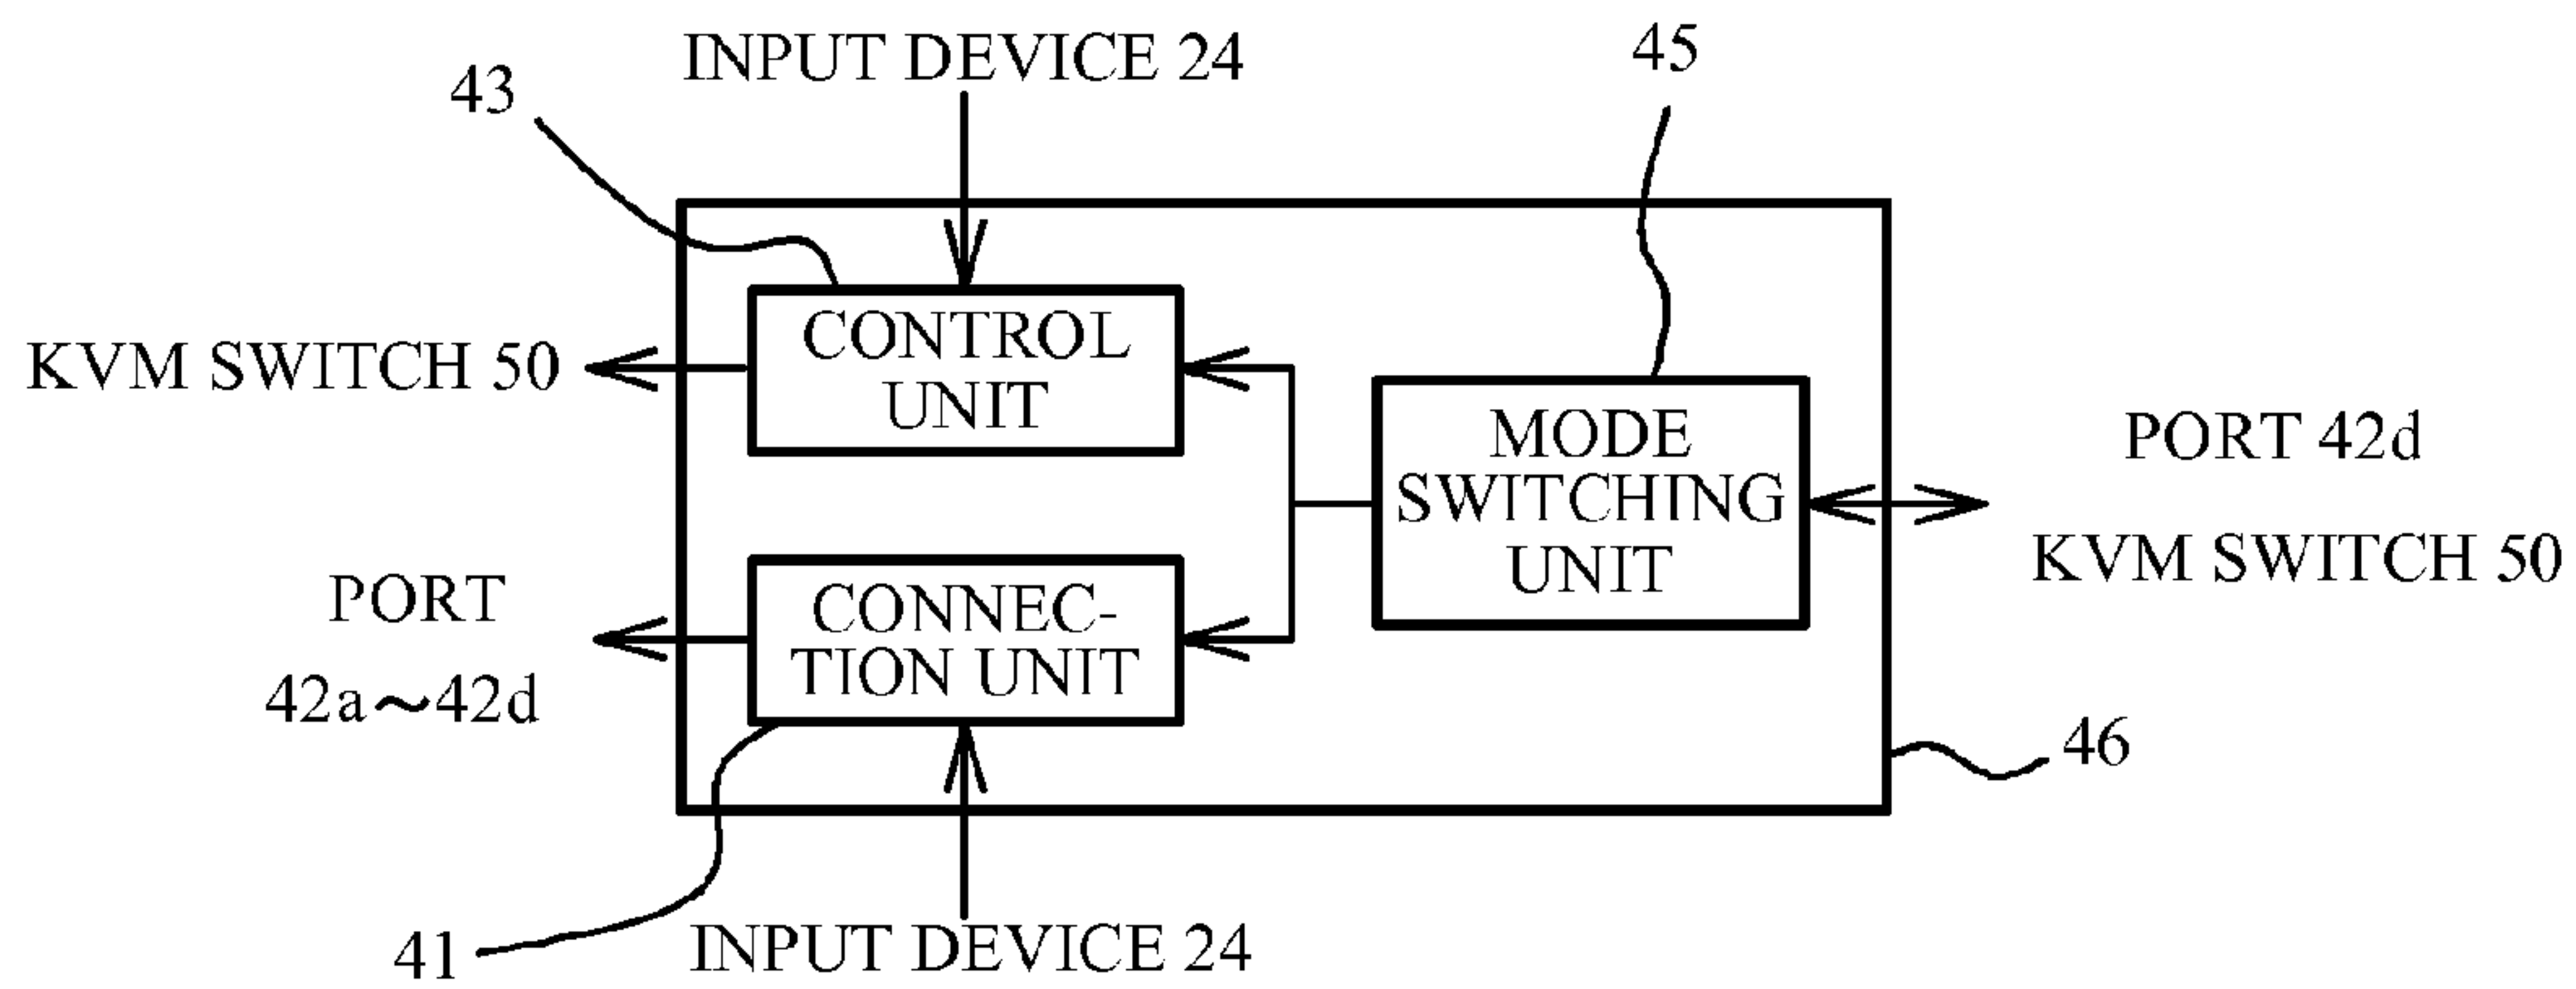 INPUT DEVICE 24
45
43
CONTROL
UNIT
KVM SWITCH 50
MODE
SWITCHING
UNIT
PORT 42d
KVM SWITCH 50
PORT
42a~42d
CONNEC-
TION UNIT
46
41
INPUT DEVICE 24